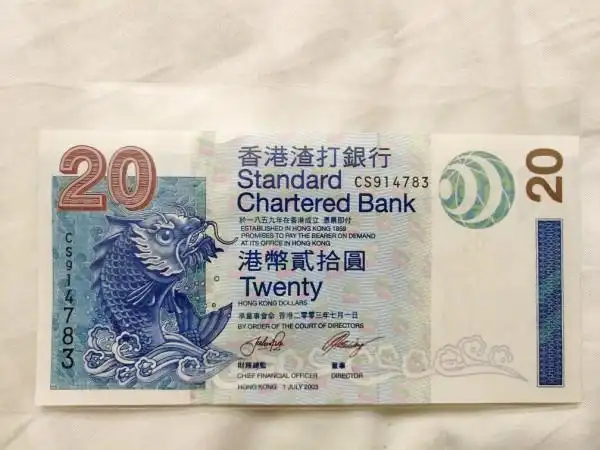 20
香港渣打銀行
Standard
Chartered Bank
CS914783
於一八五九年在香港成立 憑票即付
ESTABLISHED IN HONG KONG 1859
PROMISES TO PAY THE BEARER ON DEMAND
AT ITS OFFICE IN HONG KONG
港幣貳拾圓
Twenty
HONG KONG DOLLARS
承董事會命 香港二零零三年七月一日
BY ORDER OF THE COURT OF DIRECTORS
財務總監
董事
CHIEF FINANCIAL OFFICER
DIRECTOR
HONG KONG 1 JULY 2003
CS914783
20